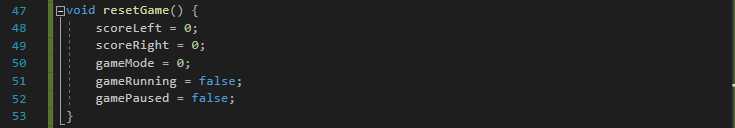 47 void resetGame() {
48 scoreLeft = 0;
49 scoreRight = 0;
50 gameMode = 0;
51 gameRunning = false;
52 gamePaused = false;
53 }